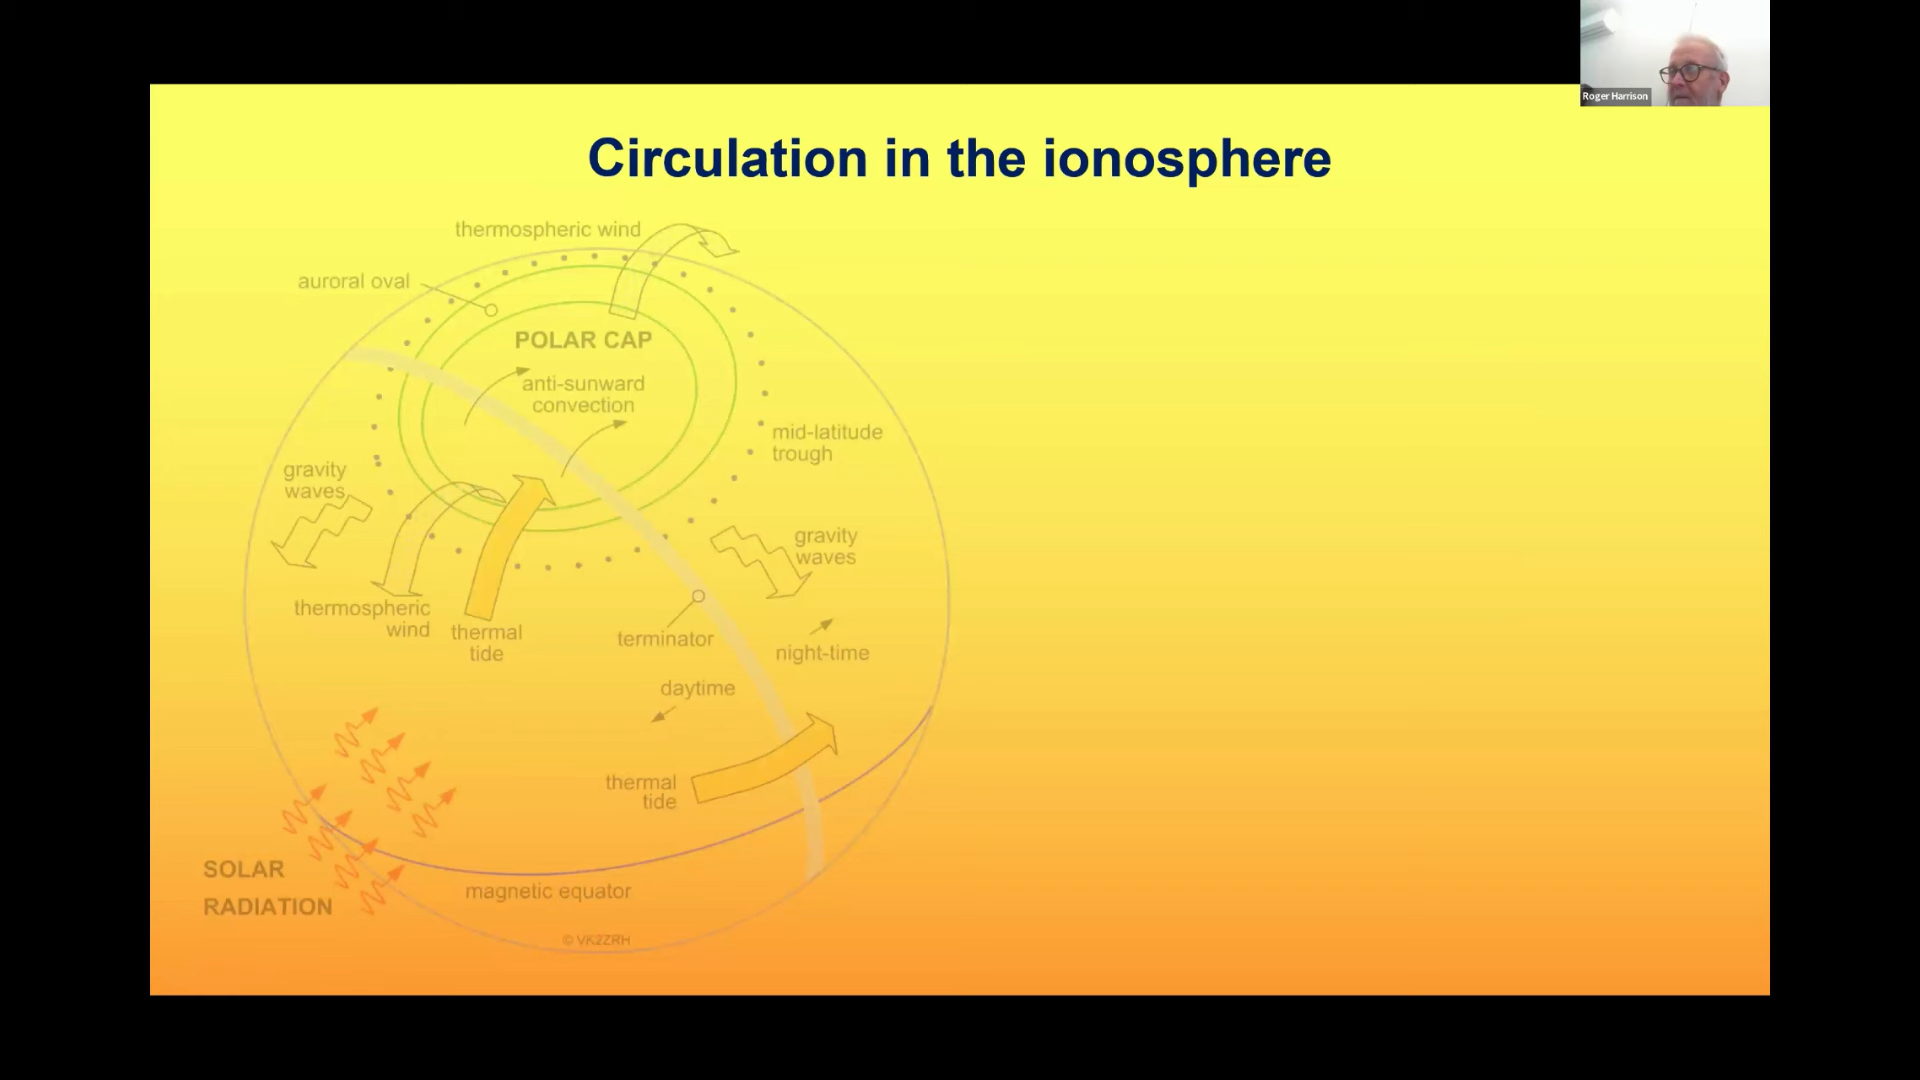 Roger Harrison
Circulation in the ionosphere
thermospheric wind
auroral oval
POLAR CAP
anti-sunward
convection
mid-latitude
trough
gravity
waves
gravity
waves
thermospheric
wind
thermal
tide
terminator
night-time
daytime
thermal
tide
SOLAR
RADIATION
magnetic equator
© VK2ZRH